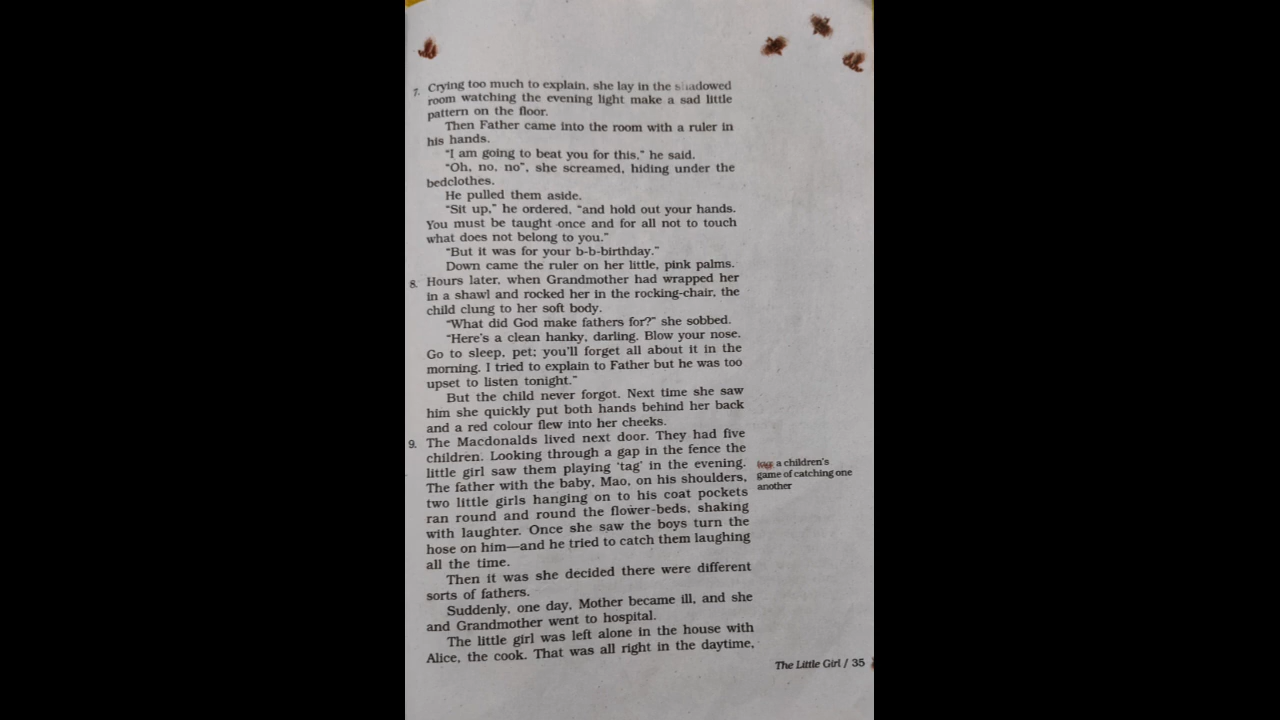 7. Crying too much to explain, she lay in the shadowed
room watching the evening light make a sad little
pattern on the floor.
Then Father came into the room with a ruler in
his hands.
"I am going to beat you for this," he said.
"Oh, no, no", she screamed, hiding under the
bedclothes.
He pulled them aside.
"Sit up," he ordered, "and hold out your hands.
You must be taught once and for all not to touch
what does not belong to you."
"But it was for your b-b-birthday."
Down came the ruler on her little, pink palms.
8. Hours later, when Grandmother had wrapped her
in a shawl and rocked her in the rocking-chair, the
child clung to her soft body.
"What did God make fathers for?" she sobbed.
"Here's a clean hanky, darling. Blow your nose.
Go to sleep, pet; you'll forget all about it in the
morning. I tried to explain to Father but he was too
upset to listen tonight."
But the child never forgot. Next time she saw
him she quickly put both hands behind her back
and a red colour flew into her cheeks.
9. The Macdonalds lived next door. They had five
children. Looking through a gap in the fence the
little girl saw them playing 'tag' in the evening.
The father with the baby, Mao, on his shoulders,
two little girls hanging on to his coat pockets
ran round and round the flower-beds, shaking
with laughter. Once she saw the boys turn the
hose on him—and he tried to catch them laughing
all the time.
Then it was she decided there were different
sorts of fathers.
Suddenly, one day, Mother became ill, and she
and Grandmother went to hospital.
The little girl was left alone in the house with
Alice, the cook. That was all right in the daytime,
a children's
game of catching one
another
The Little Girl / 35